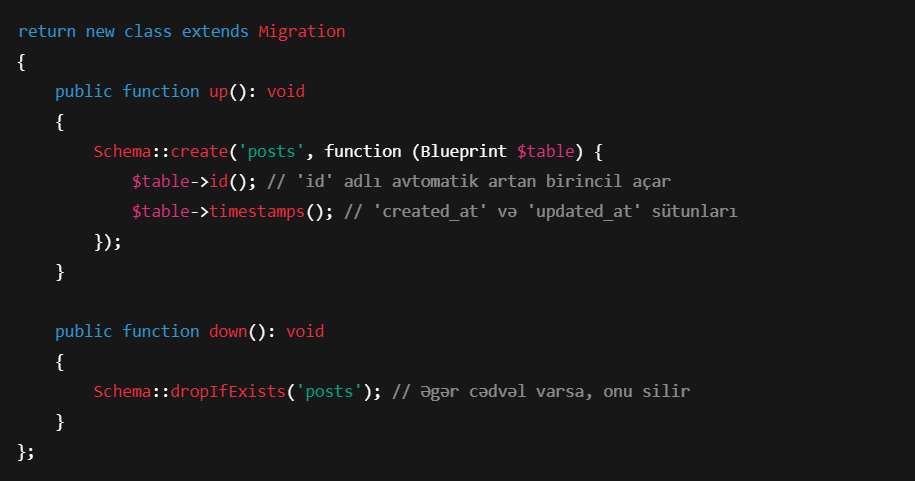 return new class extends Migration
{
    public function up(): void
    {
        Schema::create('posts', function (Blueprint $table) {
            $table->id(); // 'id' adlı avtomatik artan birincil açar
            $table->timestamps(); // 'created_at' və 'updated_at' sütunları
        });
    }

    public function down(): void
    {
        Schema::dropIfExists('posts'); // Əgər cədvəl varsa, onu silir
    }
};